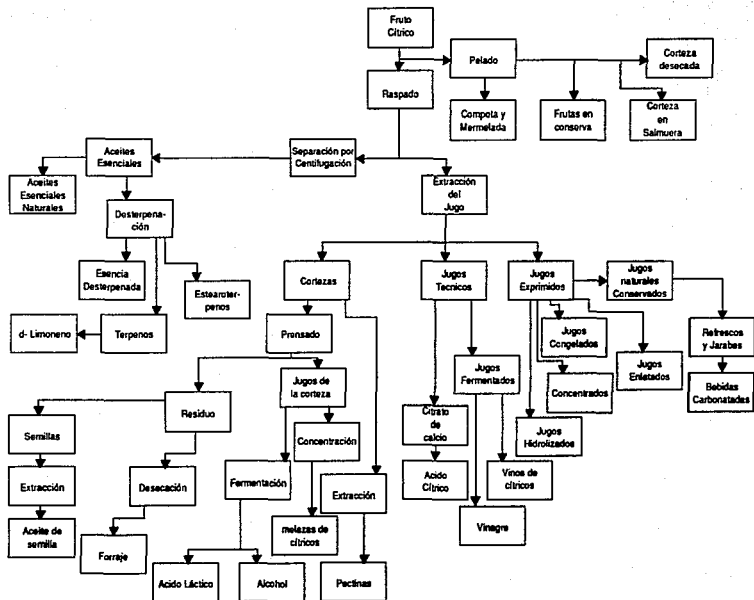 Fruto
Cítrico
Pelado
Corteza
desecada
Raspado
Compota y
Mermelada
Frutas en
conserva
Corteza
en
Salmuera
Aceites
Esenciales
Separación por
Centifugación
Aceites
Esenciales
Naturales
Extracción
del
Jugo
Desterpena-
ción
Esencia
Desterpenada
Estearoter-
penos
Cortezas
Jugos
Tecnicos
Jugos
Exprimidos
Jugos
naturales
Conservados
d- Limoneno
Terpenos
Prensado
Jugos
Congelados
Refrescos
y Jarabes
Jugos de
la corteza
Jugos
Fermentados
Jugos
Enlatados
Residuo
Concentrados
Bebidas
Carbonatadas
Semillas
Concentración
Citrato
de
calcio
Jugos
Hidrolizados
Extracción
Desecación
Fermentación
Extracción
Acido
Cítrico
Vinos de
cítricos
Aceite de
semilla
Forraje
melazas de
cítricos
Vinagre
Acido Láctico
Alcohol
Pectinas